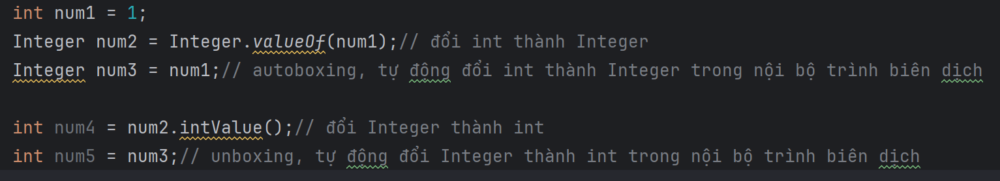 int num1 = 1;
Integer num2 = Integer.valueOf(num1);// đổi int thành Integer
Integer num3 = num1;// autoboxing, tự động đổi int thành Integer trong nội bộ trình biên dịch
int num4 = num2.intValue();// đổi Integer thành int
int num5 = num3;// unboxing, tự động đổi Integer thành int trong nội bộ trình biên dịch